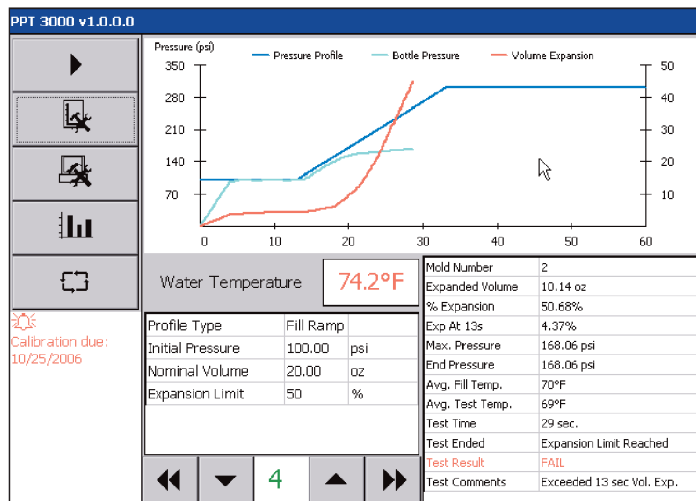 PPT 3000 v1.0.0.0
Pressure (psi)
Pressure Profile
Bottle Pressure
Volume Expansion
350
280
210
140
70
50
40
30
20
10
0 10 20 30 40 50 60
Water Temperature 74.2°F
Calibration due:
10/25/2006
Profile Type Fill Ramp
Initial Pressure 100.00 psi
Nominal Volume 20.00 oz
Expansion Limit 50 %
4
Mold Number 2
Expanded Volume 10.14 oz
% Expansion 50.68%
Exp At 13s 4.37%
Max. Pressure 168.06 psi
End Pressure 168.06 psi
Avg. Fill Temp. 70°F
Avg. Test Temp. 69°F
Test Time 29 sec.
Test Ended Expansion Limit Reached
Test Result FAIL
Test Comments Exceeded 13 sec Vol. Exp.